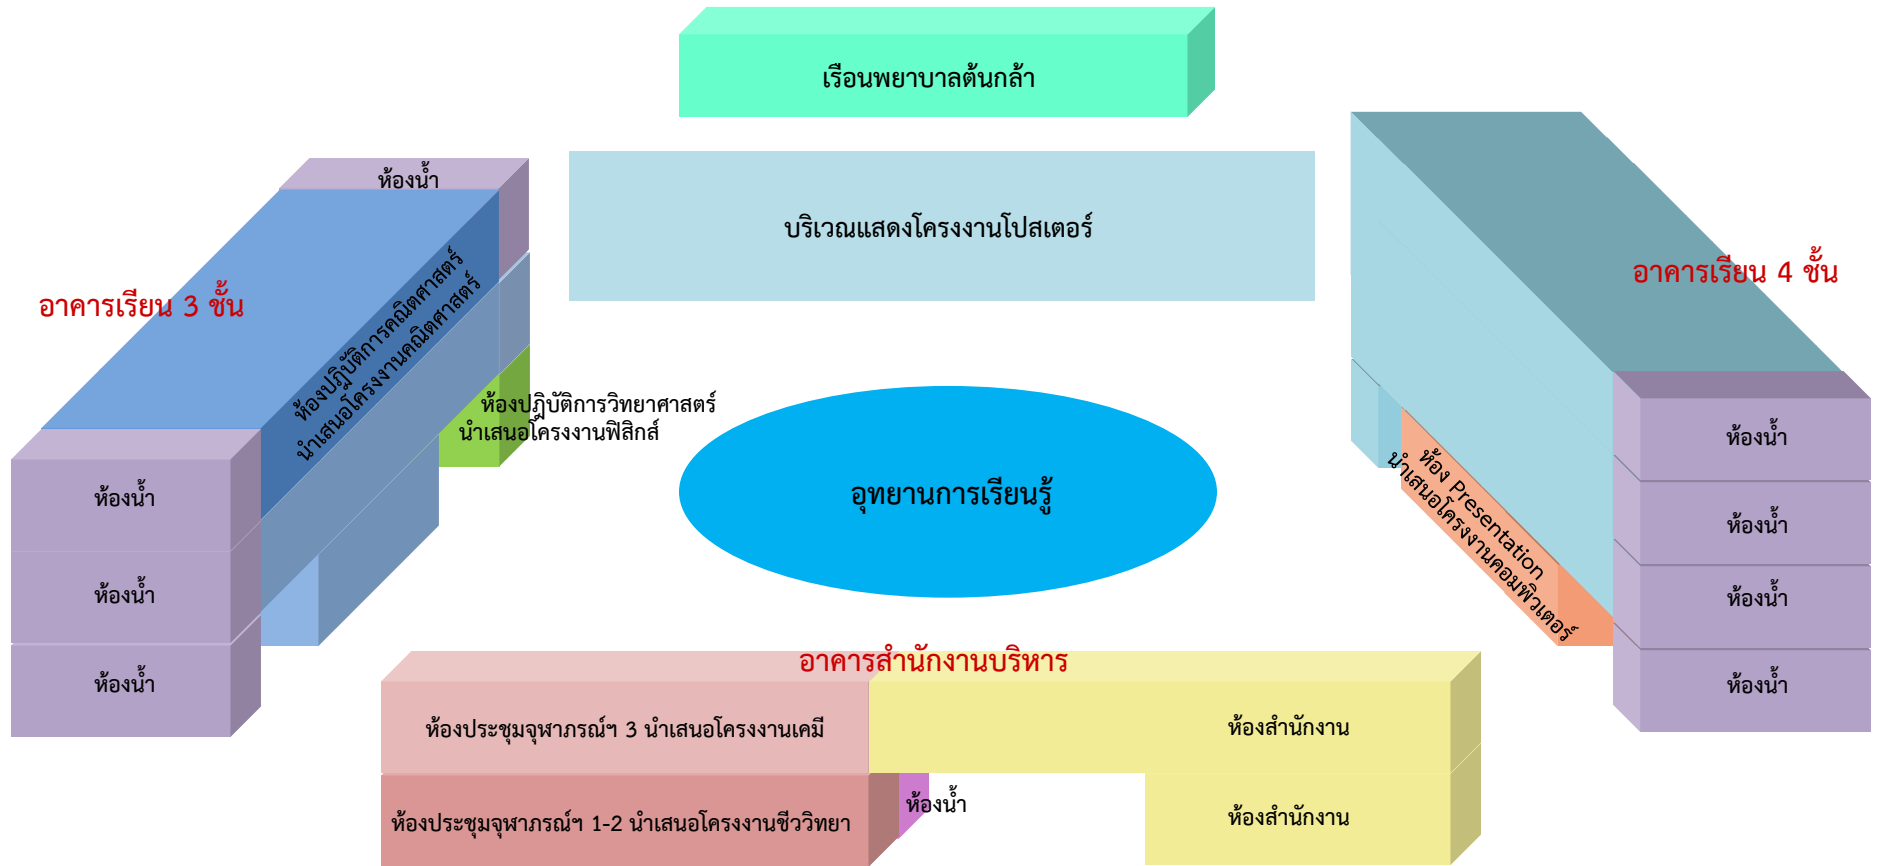 เรือนพยาบาลต้นกล้า
ห้องน้ำ
บริเวณแสดงโครงงานโปสเตอร์
อาคารเรียน 3 ชั้น
อาคารเรียน 4 ชั้น
ห้องปฏิบัติการคณิตศาสตร์
นำเสนอโครงงานคณิตศาสตร์
ห้องปฏิบัติการวิทยาศาสตร์
นำเสนอโครงงานฟิสิกส์
อุทยานการเรียนรู้
ห้อง Presentation
นำเสนอโครงงานคอมพิวเตอร์
ห้องน้ำ
ห้องน้ำ
ห้องน้ำ
ห้องน้ำ
ห้องน้ำ
ห้องน้ำ
ห้องน้ำ
อาคารสำนักงานบริหาร
ห้องประชุมจุฬาภรณ์ฯ 3 นำเสนอโครงงานเคมี
ห้องสำนักงาน
ห้องน้ำ
ห้องประชุมจุฬาภรณ์ฯ 1-2 นำเสนอโครงงานชีววิทยา
ห้องสำนักงาน